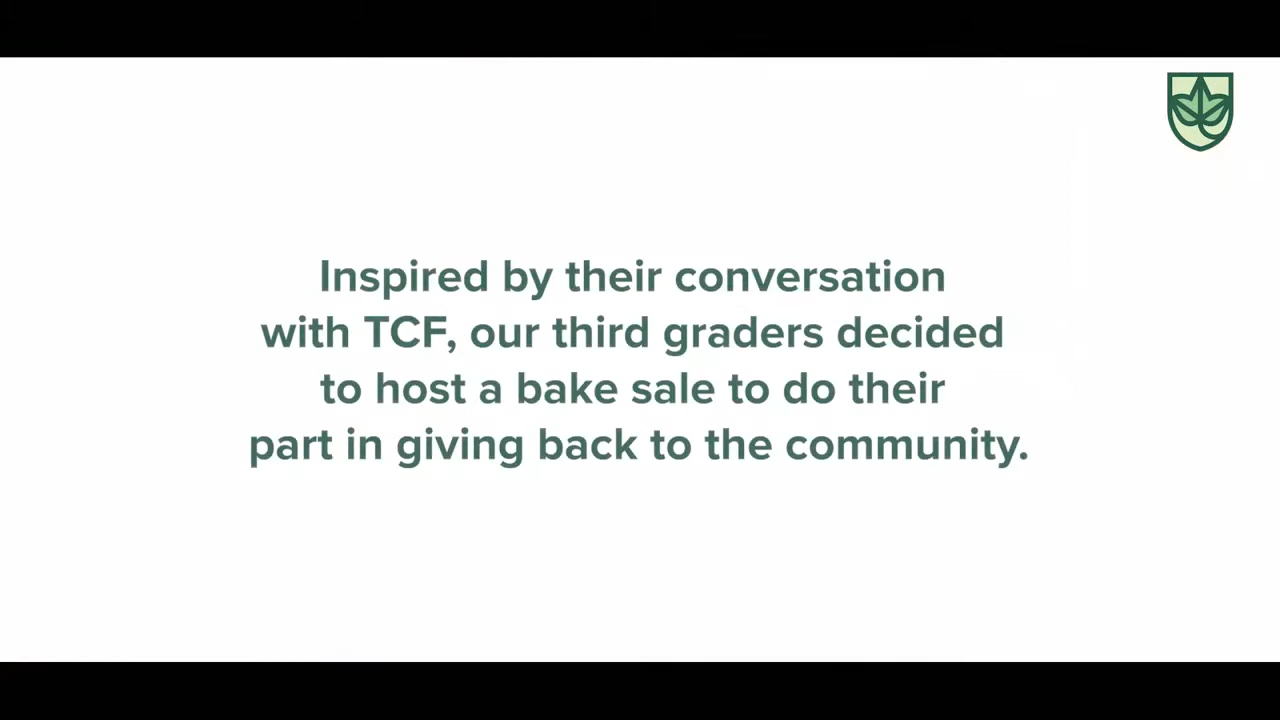 Inspired by their conversation
with TCF, our third graders decided
to host a bake sale to do their
part in giving back to the community.